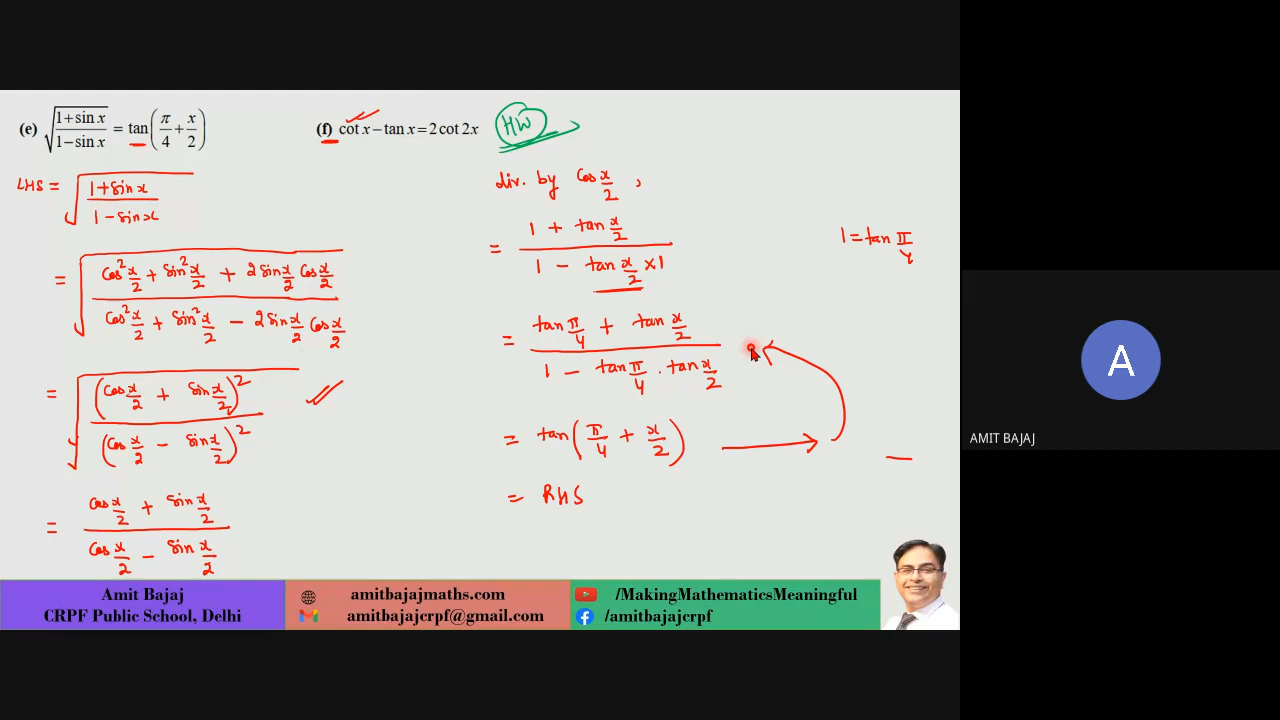 (e) √((1+sin x)/(1−sin x)) = tan(π/4 + x/2)
(f) cot x − tan x = 2 cot 2x
HW
LHS = √((1+sin x)/(1−sin x))
= √((cos² x/2 + sin² x/2 + 2 sin x/2 cos x/2)/(cos² x/2 + sin² x/2 − 2 sin x/2 cos x/2))
= √((cos x/2 + sin x/2)²/(cos x/2 − sin x/2)²)
= (cos x/2 + sin x/2)/(cos x/2 − sin x/2)
div. by cos x/2,
= (1 + tan x/2)/(1 − tan x/2 × 1)
1 = tan π/4
= (tan π/4 + tan x/2)/(1 − tan π/4 . tan x/2)
= tan(π/4 + x/2)
= RHS
A
AMIT BAJAJ
Amit Bajaj
CRPF Public School, Delhi
amitbajajmaths.com
amitbajajcrpf@gmail.com
/MakingMathematicsMeaningful
/amitbajajcrpf